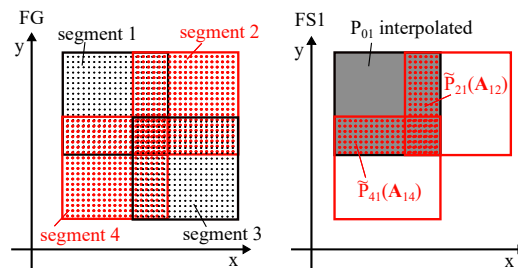 FG
segment 1
segment 2
y
segment 4
segment 3
x
FS1
P₀₁ interpolated
y
P̃₂₁(A₁₂)
P̃₄₁(A₁₄)
x